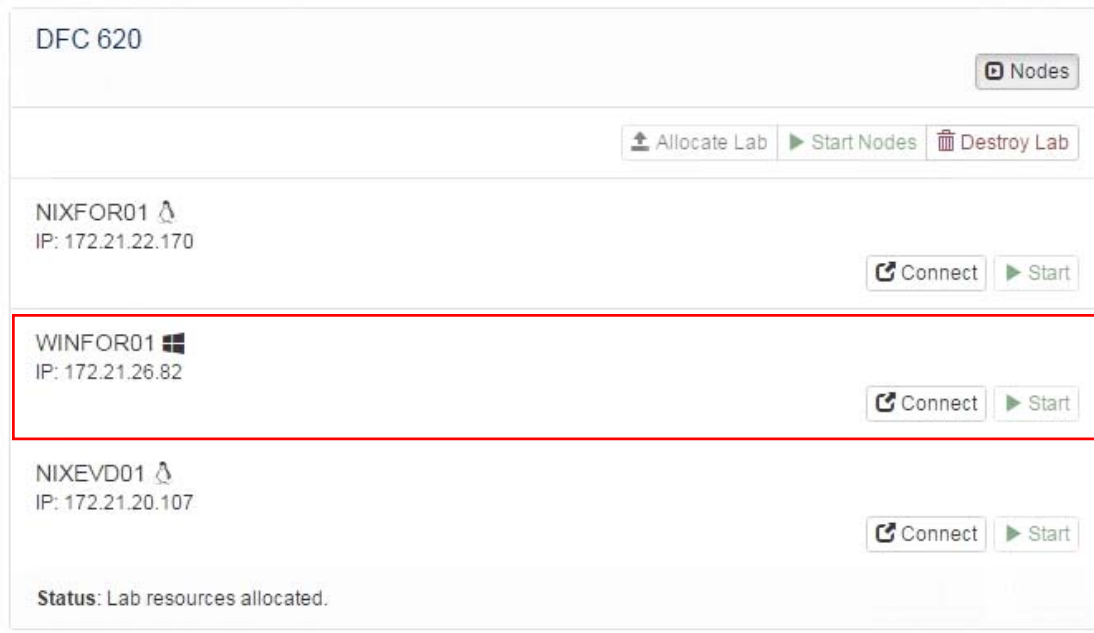 DFC 620
Nodes
Allocate Lab Start Nodes Destroy Lab
NIXFOR01
IP: 172.21.22.170
Connect Start
WINFOR01
IP: 172.21.26.82
Connect Start
NIXEVD01
IP: 172.21.20.107
Connect Start
Status: Lab resources allocated.